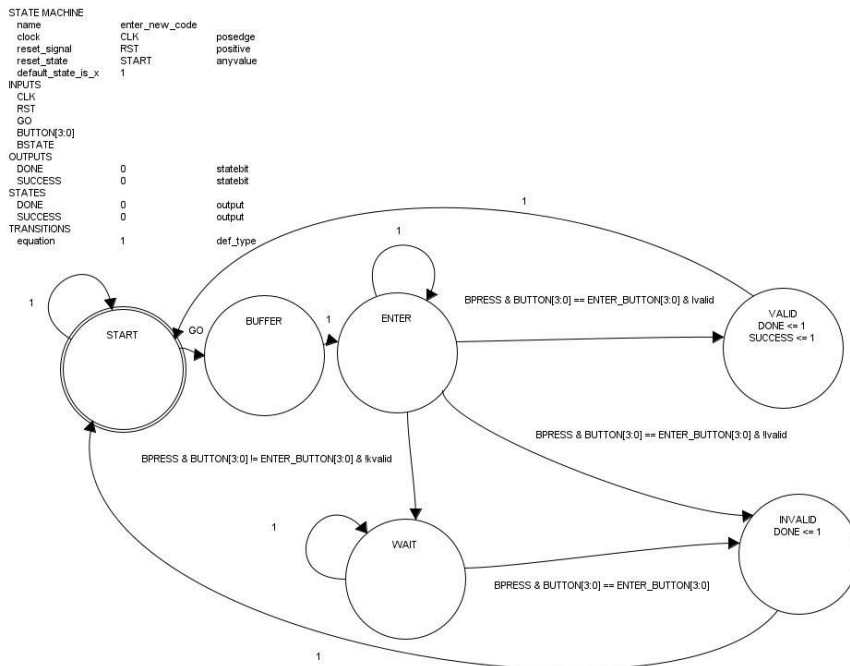 STATE MACHINE
name enter_new_code
clock CLK posedge
reset_signal RST positive
reset_state START anyvalue
default_state_is_x 1
INPUTS
CLK
RST
GO
BUTTON[3:0]
BSTATE
OUTPUTS
DONE 0 statebit
SUCCESS 0 statebit
STATES
DONE 0 output
SUCCESS 0 output
TRANSITIONS
equation 1 def_type
1
1
1
START
GO
BUFFER
1
ENTER
BPRESS & BUTTON[3:0] == ENTER_BUTTON[3:0] & lvalid
VALID
DONE <= 1
SUCCESS <= 1
BPRESS & BUTTON[3:0] == ENTER_BUTTON[3:0] & !lvalid
BPRESS & BUTTON[3:0] != ENTER_BUTTON[3:0] & !kvalid
1
WAIT
INVALID
DONE <= 1
BPRESS & BUTTON[3:0] == ENTER_BUTTON[3:0]
1